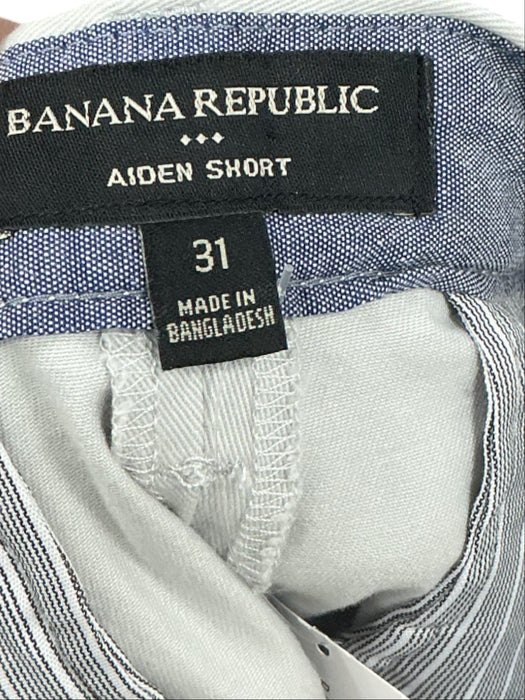 BANANA REPUBLIC
AIDEN SHORT
31
MADE IN
BANGLADESH